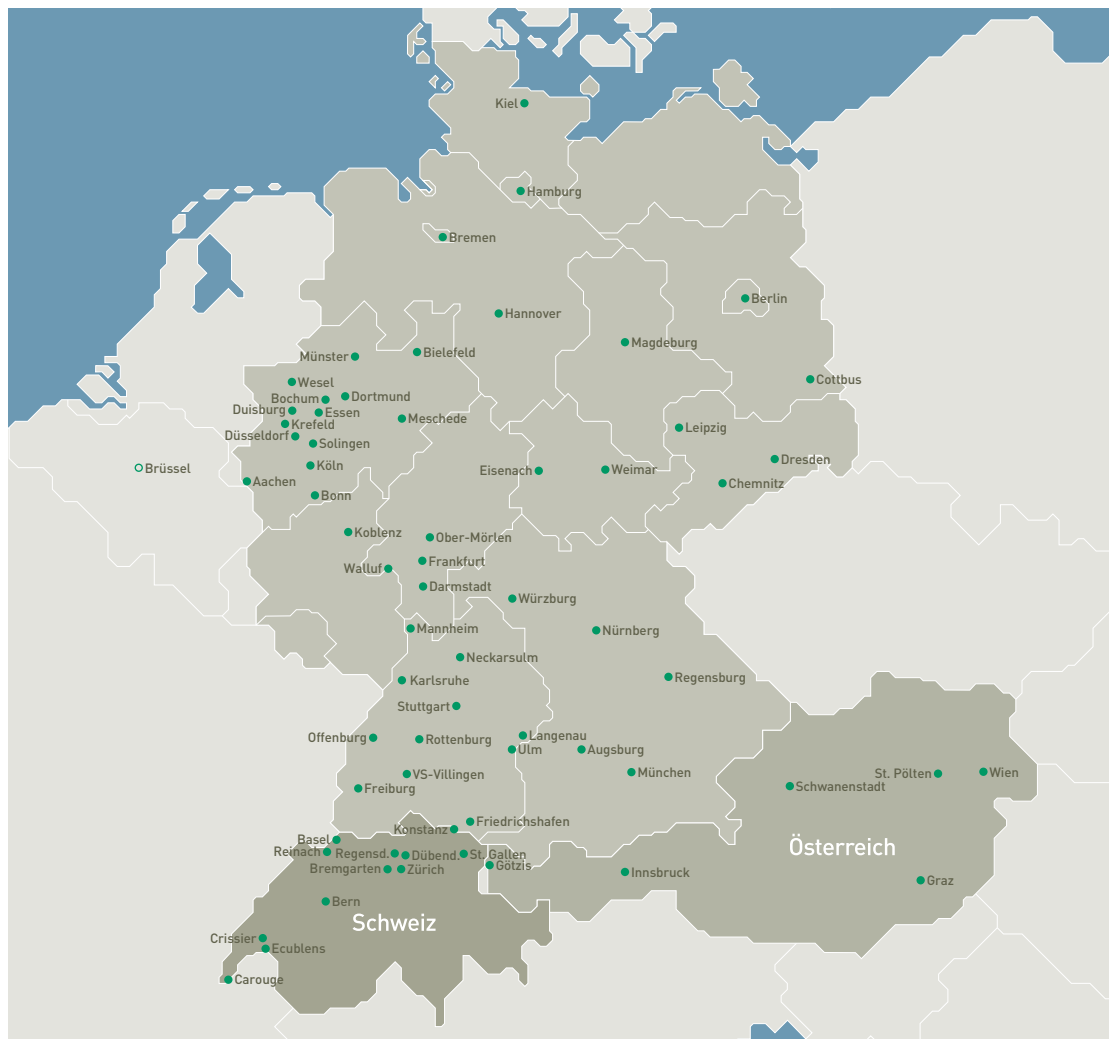 Kiel
Hamburg
Bremen
Berlin
Hannover
Magdeburg
Bielefeld
Münster
Cottbus
Wesel
Dortmund
Bochum
Duisburg
Essen
Meschede
Krefeld
Leipzig
Düsseldorf
Solingen
Dresden
Köln
Brüssel
Eisenach
Weimar
Aachen
Chemnitz
Bonn
Koblenz
Ober-Mörlen
Frankfurt
Walluf
Darmstadt
Würzburg
Mannheim
Nürnberg
Neckarsulm
Regensburg
Karlsruhe
Stuttgart
Langenau
Offenburg
Rottenburg
Ulm
Augsburg
München
VS-Villingen
St. Pölten
Wien
Schwanenstadt
Freiburg
Friedrichshafen
Konstanz
Basel
Österreich
Reinach
Regensd.
Dübend.
St. Gallen
Götzis
Bremgarten
Zürich
Innsbruck
Graz
Bern
Schweiz
Crissier
Ecublens
Carouge